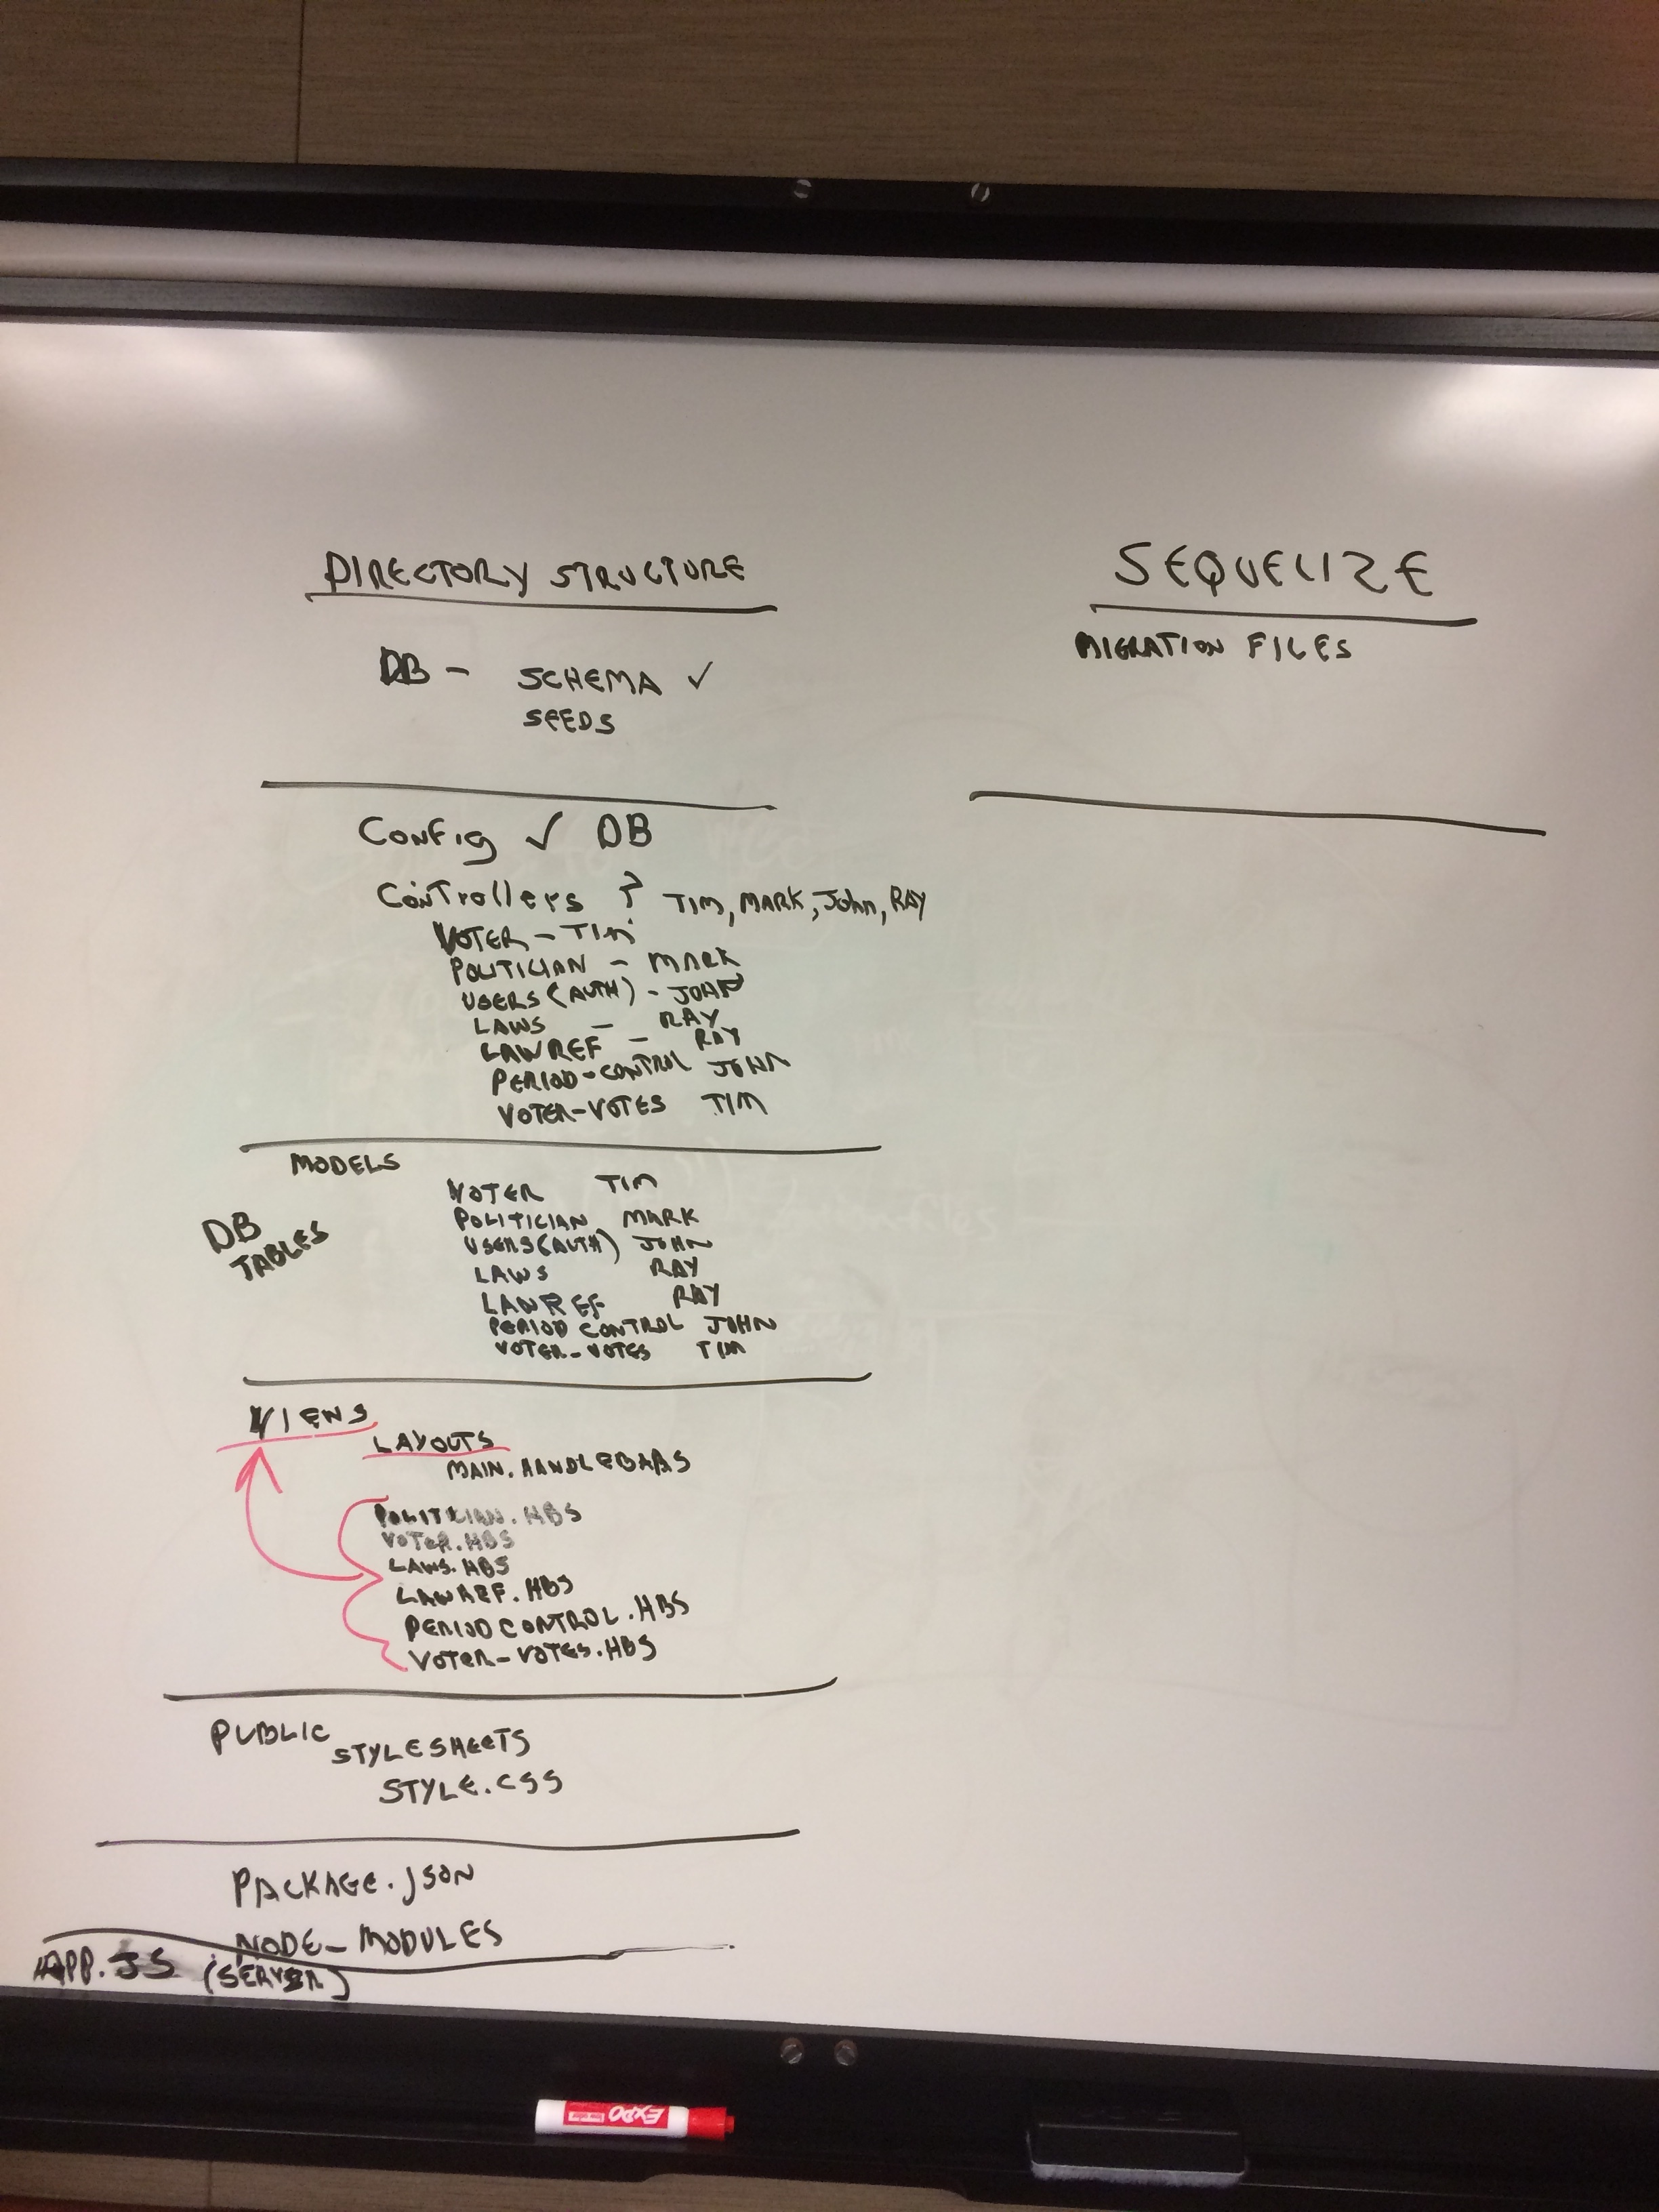 DIRECTORY STRUCTURE
DB - SCHEMA ✓
SEEDS
Config ✓ DB
Controllers ? TIM, MARK, John, RAY
VOTER - TIM
POLITICIAN - MARK
USERS (AUTH) - JOHN
LAWS - RAY
LAWREF - RAY
PERIOD-CONTROL JOHN
VOTER-VOTES TIM
MODELS
DB
TABLES
VOTER TIM
POLITICIAN MARK
USERS (AUTH) JOHN
LAWS RAY
LAWREF RAY
PERIOD CONTROL JOHN
VOTER-VOTES TIM
VIEWS
LAYOUTS
MAIN.HANDLEBARS
POLITICIAN.HBS
VOTER.HBS
LAWS.HBS
LAWREF.HBS
PERIODCONTROL.HBS
VOTER-VOTES.HBS
PUBLIC
STYLESHEETS
STYLE.CSS
PACKAGE.JSON
NODE_MODULES
APP.JS (SERVER)
SEQUELIZE
MIGRATION FILES
EXPO